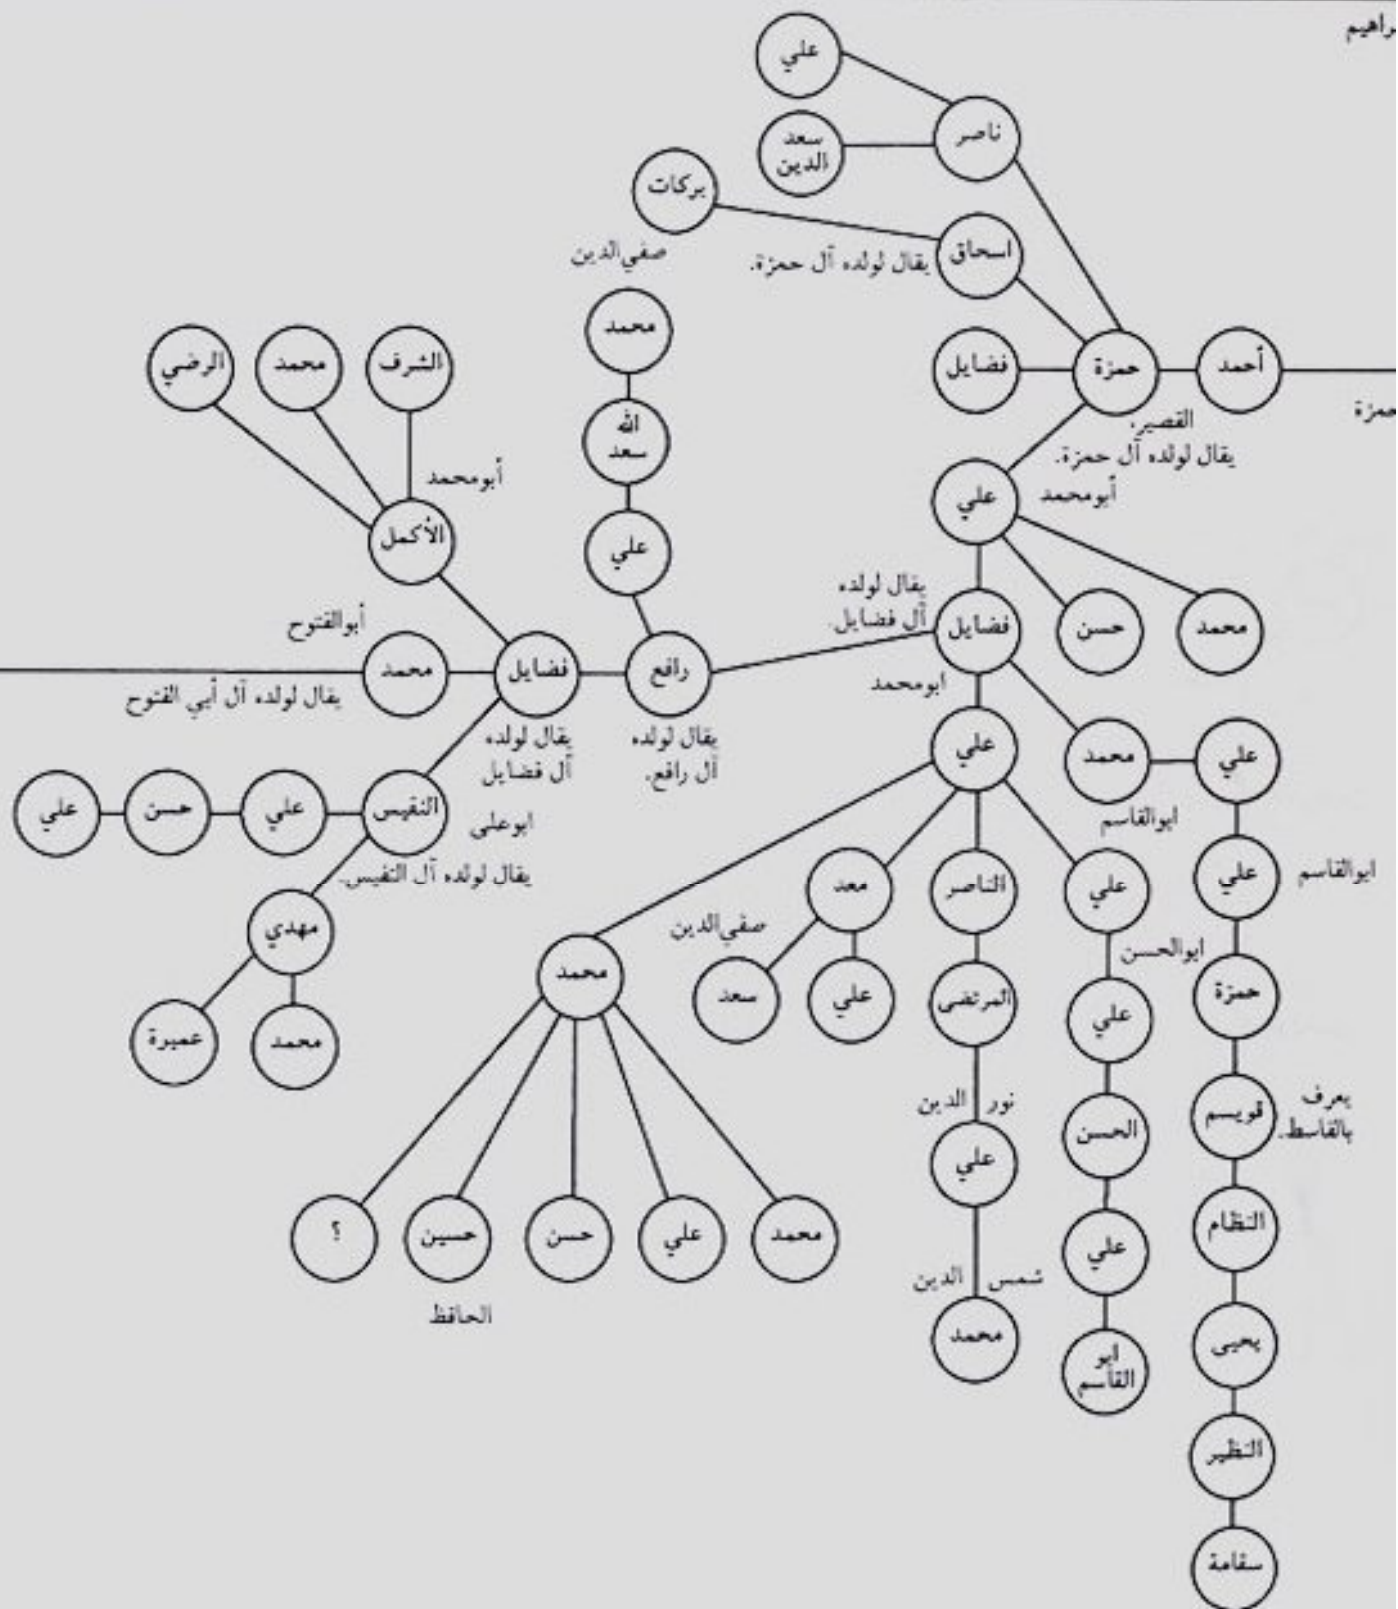 علي
ناصر
سعد
الدين
بركات
صفي‌الدين
اسحاق
يقال لولده آل حمزة.
أحمد
حمزة
فضايل
القصير.
يقال لولده آل حمزة.
حمزة
محمد
الله
سعد
علي
الشرف
محمد
الرضي
أبومحمد
الأكمل
علي
أبومحمد
محمد
حسن
فضايل
يقال لولده
آل فضايل.
ابومحمد
رافع
يقال لولده
آل رافع.
فضايل
يقال لولده
آل فضايل
أبوالفتوح
محمد
يقال لولده آل أبي الفتوح
النفيس
ابوعلى
يقال لولده آل النفيس.
علي
حسن
علي
مهدي
محمد
عميرة
علي
محمد
ابوالقاسم
علي
علي
ابوالقاسم
حمزة
قويسم
يعرف
بالقاسط.
النظام
يحيى
النظير
سقامة
علي
ابوالحسن
علي
الحسن
علي
ابو
القاسم
الناصر
المرتضى
نور الدين
علي
شمس الدين
محمد
معد
صفي‌الدين
علي
سعد
محمد
محمد
علي
حسن
حسين
الحافظ
؟